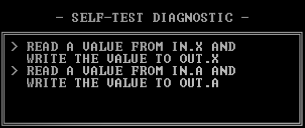 - SELF-TEST DIAGNOSTIC -
> READ A VALUE FROM IN.X AND
WRITE THE VALUE TO OUT.X
> READ A VALUE FROM IN.A AND
WRITE THE VALUE TO OUT.A